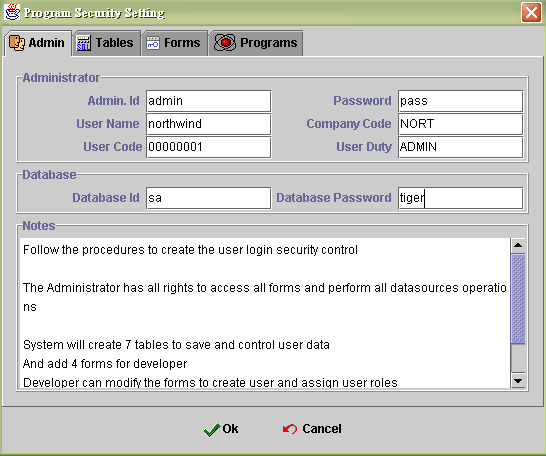 Program Security Setting
Admin Tables Forms Programs
Administrator
Admin. Id admin Password pass
User Name northwind Company Code NORT
User Code 00000001 User Duty ADMIN
Database
Database Id sa Database Password tiger
Notes
Follow the procedures to create the user login security control
The Administrator has all rights to access all forms and perform all datasources operatio
ns
System will create 7 tables to save and control user data
And add 4 forms for developer
Developer can modify the forms to create user and assign user roles
Ok Cancel